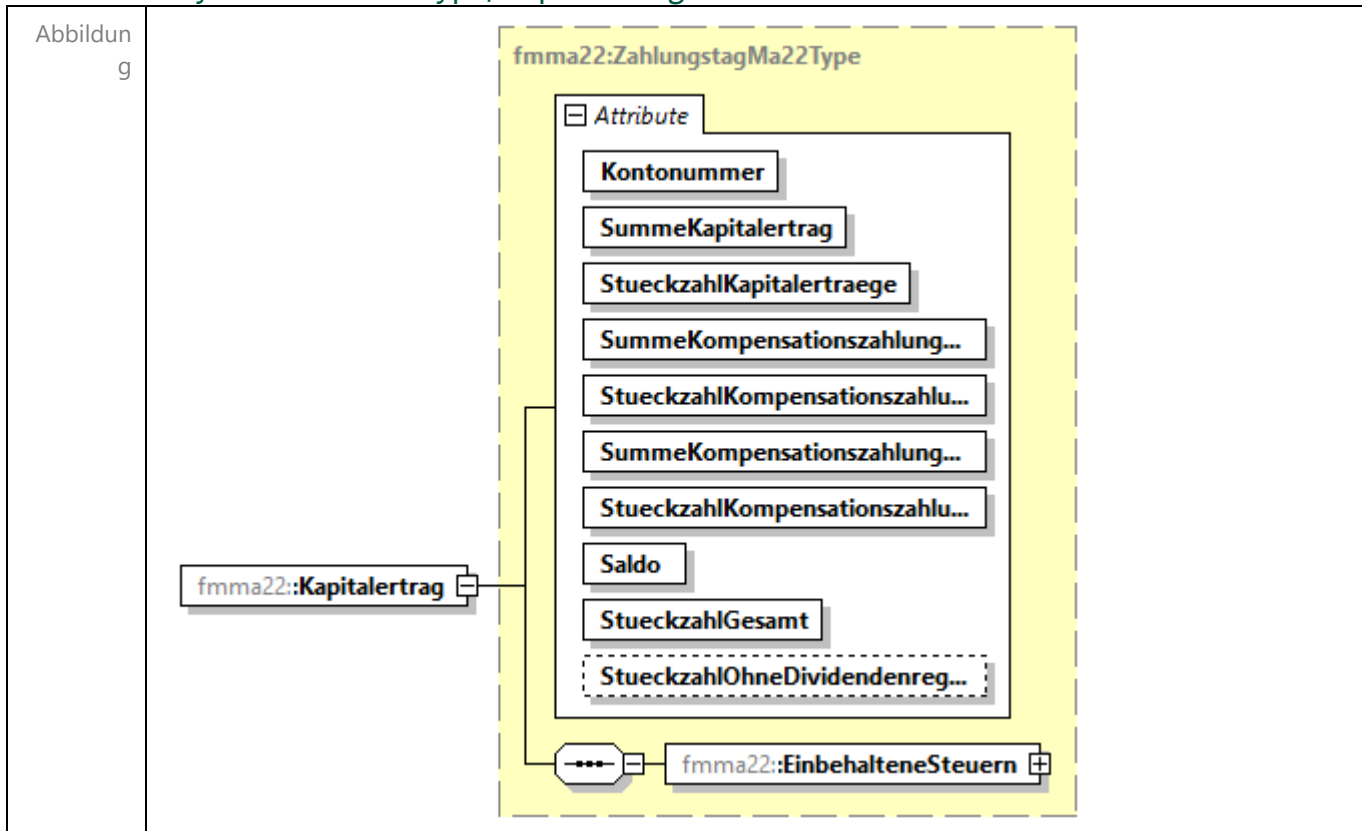 Abbildun
g
fmma22:ZahlungstagMa22Type
Attribute
Kontonummer
SummeKapitalertrag
StueckzahlKapitalertraege
SummeKompensationszahlung...
StueckzahlKompensationszahlu...
SummeKompensationszahlung...
StueckzahlKompensationszahlu...
Saldo
fmma22::Kapitalertrag
StueckzahlGesamt
StueckzahlOhneDividendenreg...
fmma22::EinbehalteneSteuern